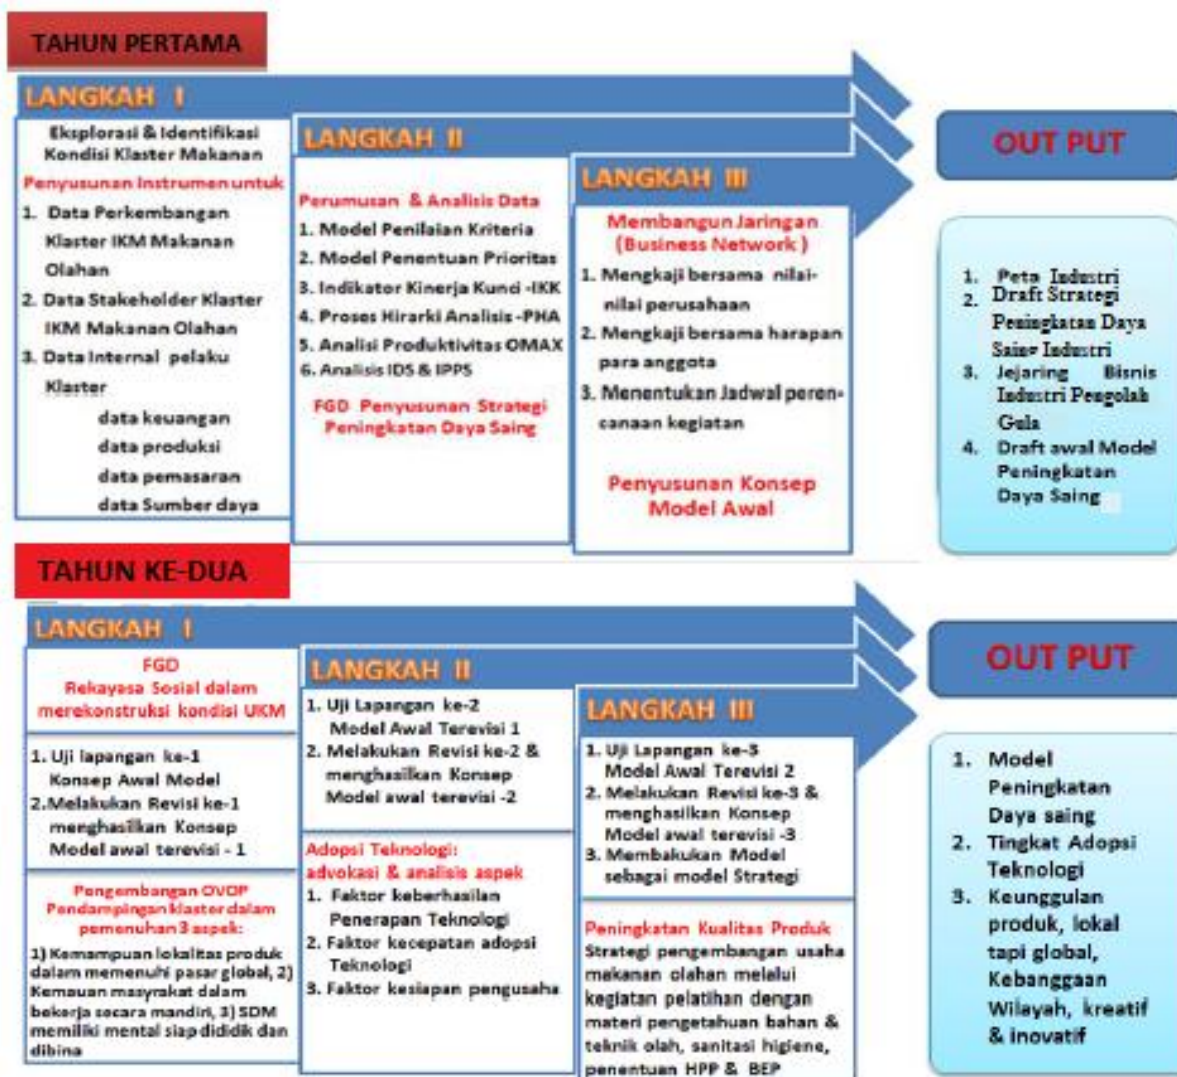 TAHUN PERTAMA
LANGKAH I
Eksplorasi & Identifikasi
Kondisi Klaster Makanan
Penyusunan Instrumen untuk
1. Data Perkembangan
Klaster IKM Makanan
Olahan
2. Data Stakeholder Klaster
IKM Makanan Olahan
3. Data Internal pelaku
Klaster
data keuangan
data produksi
data pemasaran
data Sumber daya
LANGKAH II
Perumusan & Analisis Data
1. Model Penilaian Kriteria
2. Model Penentuan Prioritas
3. Indikator Kinerja Kunci -IKK
4. Proses Hirarki Analisis -PHA
5. Analisi Produktivitas OMAX
6. Analisis IDS & IPPS
FGD Penyusunan Strategi
Peningkatan Daya Saing
LANGKAH III
Membangun Jaringan
(Business Network )
1. Mengkaji bersama nilai-
nilai perusahaan
2. Mengkaji bersama harapan
para anggota
3. Menentukan Jadwal peren-
canaan kegiatan
Penyusunan Konsep
Model Awal
OUT PUT
1. Peta Industri
2. Draft Strategi
Peningkatan Daya
Saing Industri
3. Jejaring Bisnis
Industri Pengolah
Gula
4. Draft awal Model
Peningkatan
Daya Saing
TAHUN KE-DUA
LANGKAH I
FGD
Rekayasa Sosial dalam
merekonstruksi kondisi UKM
1. Uji lapangan ke-1
Konsep Awal Model
2.Melakukan Revisi ke-1
menghasilkan Konsep
Model awal terevisi - 1
Pengembangan OVOP
Pendampingan klaster dalam
pemenuhan 3 aspek:
1) Kemampuan lokalitas produk
dalam memenuhi pasar global, 2)
Kemauan masyrakat dalam
bekerja secara mandiri, 3) SDM
memiliki mental siap dididik dan
dibina
LANGKAH II
1. Uji Lapangan ke-2
Model Awal Terevisi 1
2. Melakukan Revisi ke-2 &
menghasilkan Konsep
Model awal terevisi -2
Adopsi Teknologi:
advokasi & analisis aspek
1. Faktor keberhasilan
Penerapan Teknologi
2. Faktor kecepatan adopsi
Teknologi
3. Faktor kesiapan pengusaha
LANGKAH III
1. Uji Lapangan ke-3
Model Awal Terevisi 2
2. Melakukan Revisi ke-3 &
menghasilkan Konsep
Model awal terevisi -3
3. Membakukan Model
sebagai model Strategi
Peningkatan Kualitas Produk
Strategi pengembangan usaha
makanan olahan melalui
kegiatan pelatihan dengan
materi pengetahuan bahan &
teknik olah, sanitasi higiene,
penentuan HPP & BEP
OUT PUT
1. Model
Peningkatan
Daya saing
2. Tingkat Adopsi
Teknologi
3. Keunggulan
produk, lokal
tapi global,
Kebanggaan
Wilayah, kreatif
& inovatif